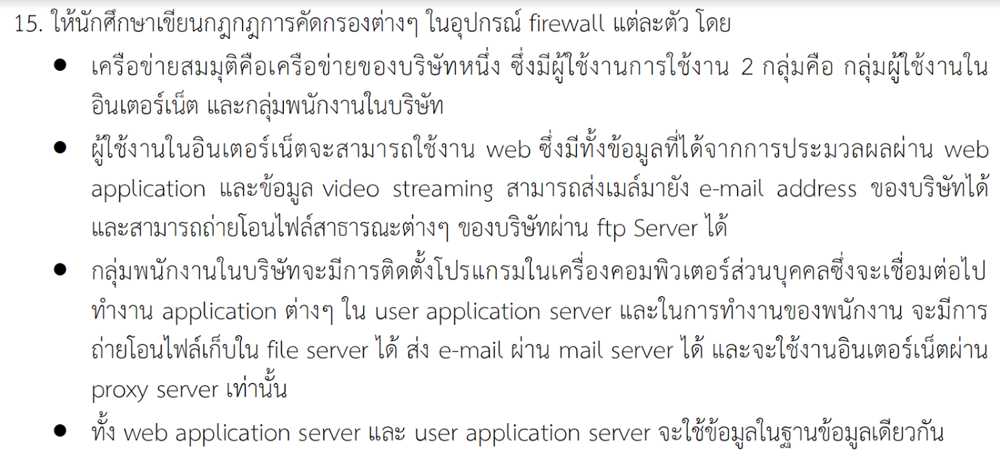 15. ให้นักศึกษาเขียนกฎกฎการคัดกรองต่างๆ ในอุปกรณ์ firewall แต่ละตัว โดย
● เครือข่ายสมมุติคือเครือข่ายของบริษัทหนึ่ง ซึ่งมีผู้ใช้งานการใช้งาน 2 กลุ่มคือ กลุ่มผู้ใช้งานใน
อินเตอร์เน็ต และกลุ่มพนักงานในบริษัท
● ผู้ใช้งานในอินเตอร์เน็ตจะสามารถใช้งาน web ซึ่งมีทั้งข้อมูลที่ได้จากการประมวลผลผ่าน web
application และข้อมูล video streaming สามารถส่งเมล์มายัง e-mail address ของบริษัทได้
และสามารถถ่ายโอนไฟล์สาธารณะต่างๆ ของบริษัทผ่าน ftp Server ได้
● กลุ่มพนักงานในบริษัทจะมีการติดตั้งโปรแกรมในเครื่องคอมพิวเตอร์ส่วนบุคคลซึ่งจะเชื่อมต่อไป
ทำงาน application ต่างๆ ใน user application server และในการทำงานของพนักงาน จะมีการ
ถ่ายโอนไฟล์เก็บใน file server ได้ ส่ง e-mail ผ่าน mail server ได้ และจะใช้งานอินเตอร์เน็ตผ่าน
proxy server เท่านั้น
● ทั้ง web application server และ user application server จะใช้ข้อมูลในฐานข้อมูลเดียวกัน